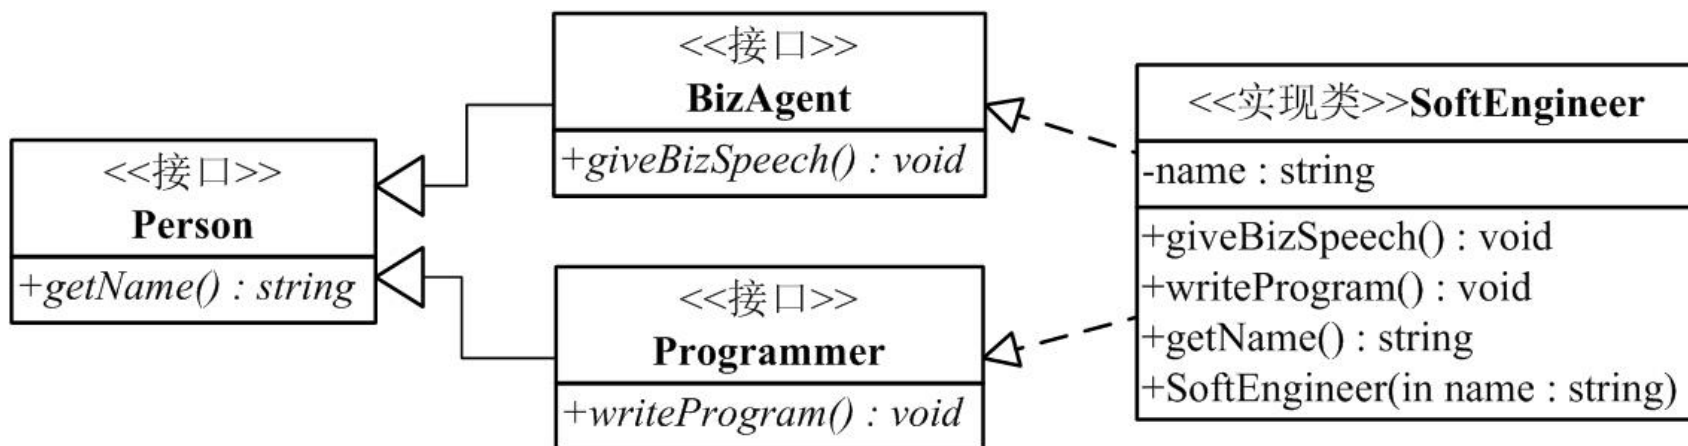 <<接口>>
Person
+getName() : string
<<接口>>
BizAgent
+giveBizSpeech() : void
<<接口>>
Programmer
+writeProgram() : void
<<实现类>>SoftEngineer
-name : string
+giveBizSpeech() : void
+writeProgram() : void
+getName() : string
+SoftEngineer(in name : string)